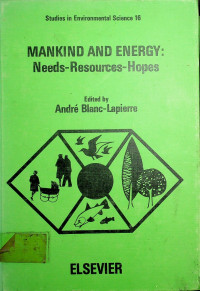 Studies in Environmental Science 16
MANKIND AND ENERGY:
Needs-Resources-Hopes
Edited by
André Blanc-Lapierre
ELSEVIER